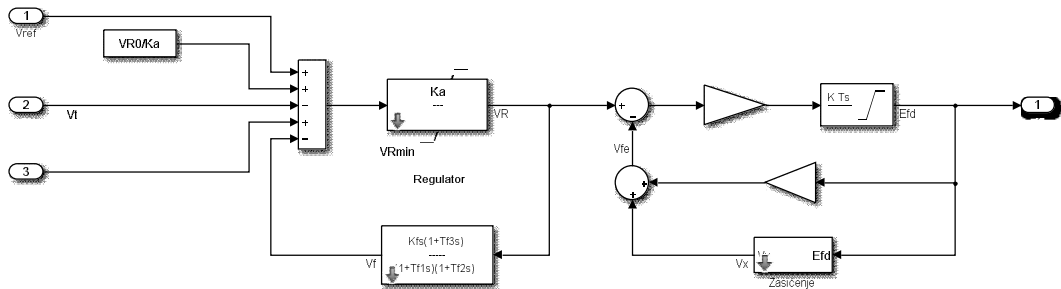 1
Vref
VR0/Ka
2
Vt
3
+
+
−
+
−
Ka
---
VRmin
VR
Regulator
Kfs(1+Tf3s)
-----
(1+Tf1s)(1+Tf2s)
Vf
+
−
Vfe
+
+
K Ts
Efd
1
Efd
Vx
Zasićenje